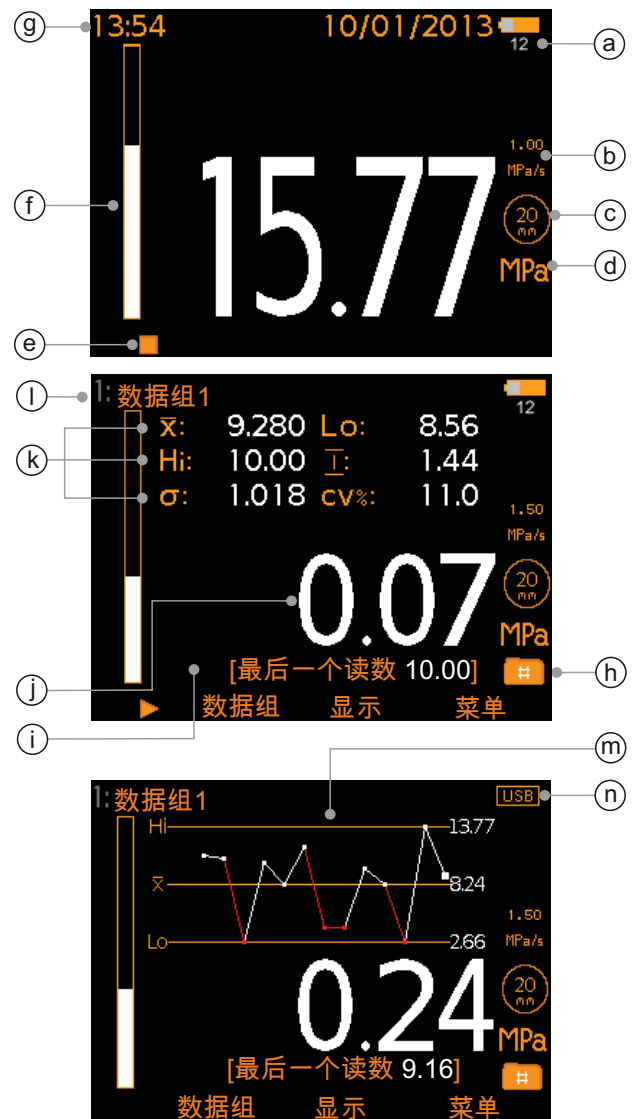 g
13:54
10/01/2013
12
a
1.00
MPa/s
b
20
mm
c
15.77
MPa
d
f
e
l
1: 数据组1
12
x̅: 9.280 Lo: 8.56
k
Hi: 10.00 I̲̅: 1.44
σ: 1.018 cv%: 11.0
1.50
MPa/s
20
mm
0.07
MPa
j
[最后一个读数 10.00]
#
h
数据组 显示 菜单
i
m
1: 数据组1
USB
n
Hi 13.77
x̅ 8.24
Lo 2.66
1.50
MPa/s
20
mm
0.24
MPa
[最后一个读数 9.16]
#
数据组 显示 菜单